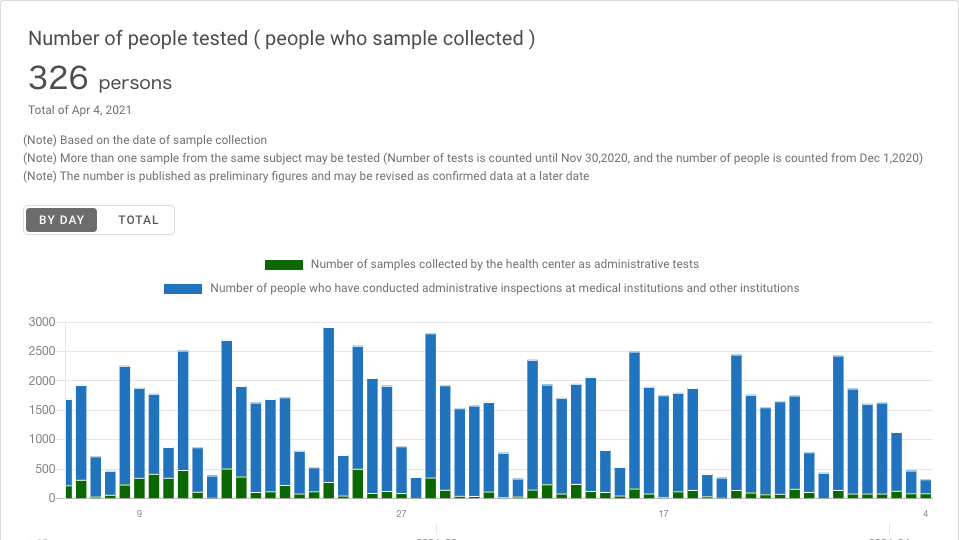 Number of people tested ( people who sample collected )
326 persons
Total of Apr 4, 2021
(Note) Based on the date of sample collection
(Note) More than one sample from the same subject may be tested (Number of tests is counted until Nov 30,2020, and the number of people is counted from Dec 1,2020)
(Note) The number is published as preliminary figures and may be revised as confirmed data at a later date
BY DAY TOTAL
Number of samples collected by the health center as administrative tests
Number of people who have conducted administrative inspections at medical institutions and other institutions
3000
2500
2000
1500
1000
500
0
9 27 17 4